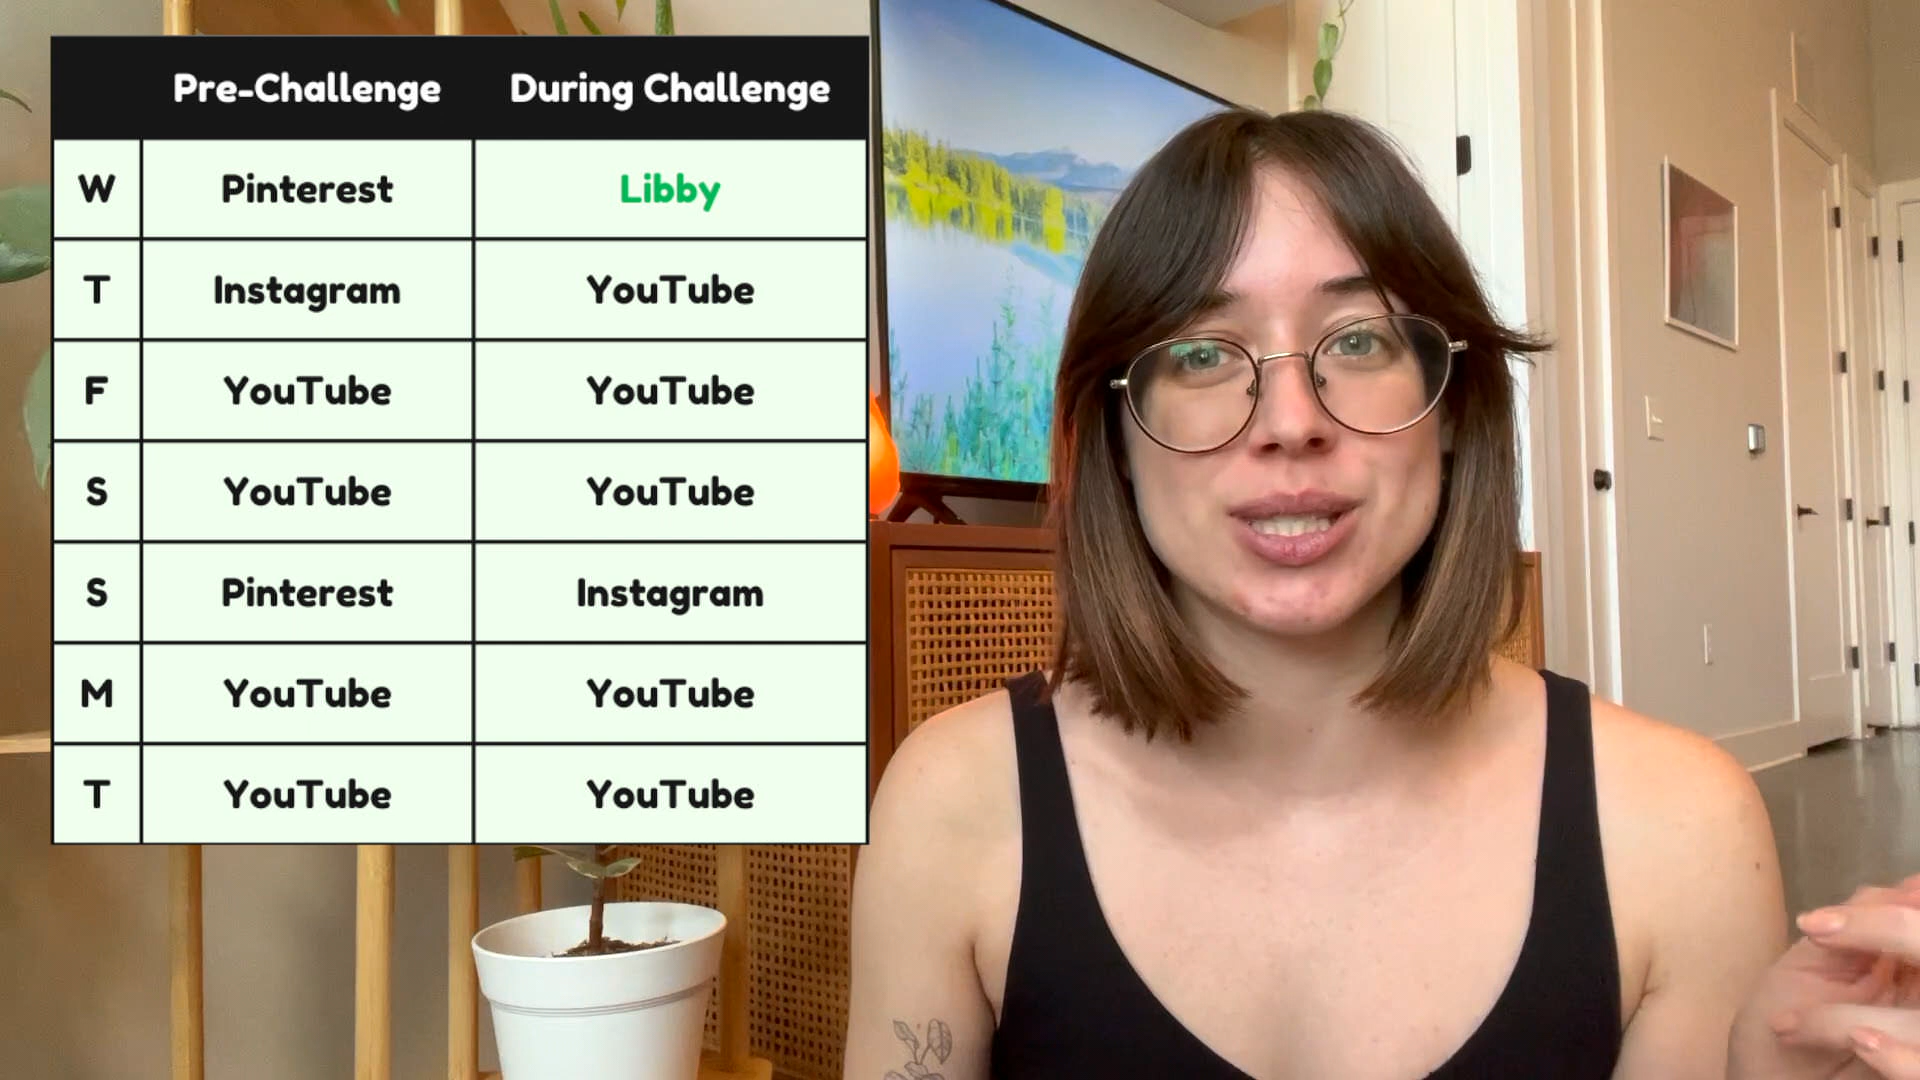 Pre-Challenge During Challenge
W Pinterest Libby
T Instagram YouTube
F YouTube YouTube
S YouTube YouTube
S Pinterest Instagram
M YouTube YouTube
T YouTube YouTube